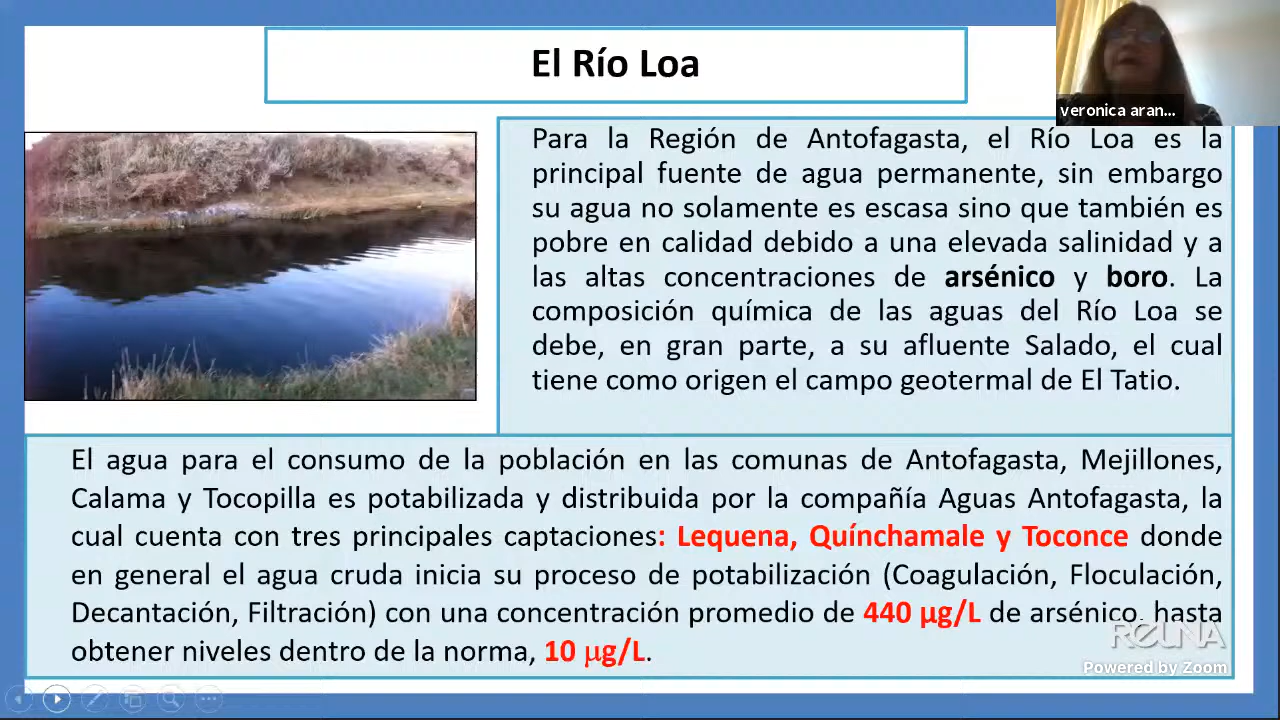 El Río Loa
veronica aran...
Para la Región de Antofagasta, el Río Loa es la
principal fuente de agua permanente, sin embargo
su agua no solamente es escasa sino que también es
pobre en calidad debido a una elevada salinidad y a
las altas concentraciones de arsénico y boro. La
composición química de las aguas del Río Loa se
debe, en gran parte, a su afluente Salado, el cual
tiene como origen el campo geotermal de El Tatio.
El agua para el consumo de la población en las comunas de Antofagasta, Mejillones,
Calama y Tocopilla es potabilizada y distribuida por la compañía Aguas Antofagasta, la
cual cuenta con tres principales captaciones: Lequena, Quínchamale y Toconce donde
en general el agua cruda inicia su proceso de potabilización (Coagulación, Floculación,
Decantación, Filtración) con una concentración promedio de 440 µg/L de arsénico, hasta
obtener niveles dentro de la norma, 10 µg/L.
REUNA
Powered by Zoom